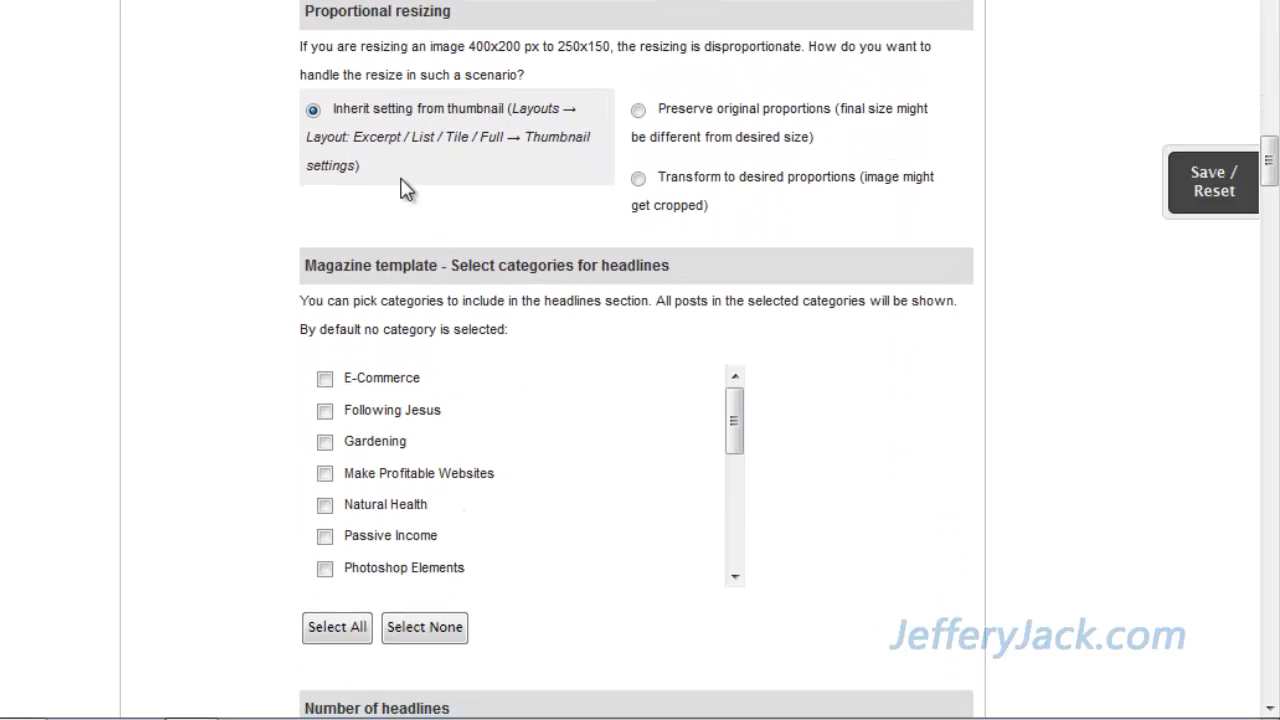 Proportional resizing
If you are resizing an image 400x200 px to 250x150, the resizing is disproportionate. How do you want to
handle the resize in such a scenario?
Inherit setting from thumbnail (Layouts →
Layout: Excerpt / List / Tile / Full → Thumbnail
settings)
Preserve original proportions (final size might
be different from desired size)
Transform to desired proportions (image might
get cropped)
Save /
Reset
Magazine template - Select categories for headlines
You can pick categories to include in the headlines section. All posts in the selected categories will be shown.
By default no category is selected:
E-Commerce
Following Jesus
Gardening
Make Profitable Websites
Natural Health
Passive Income
Photoshop Elements
Select All Select None
JefferyJack.com
Number of headlines